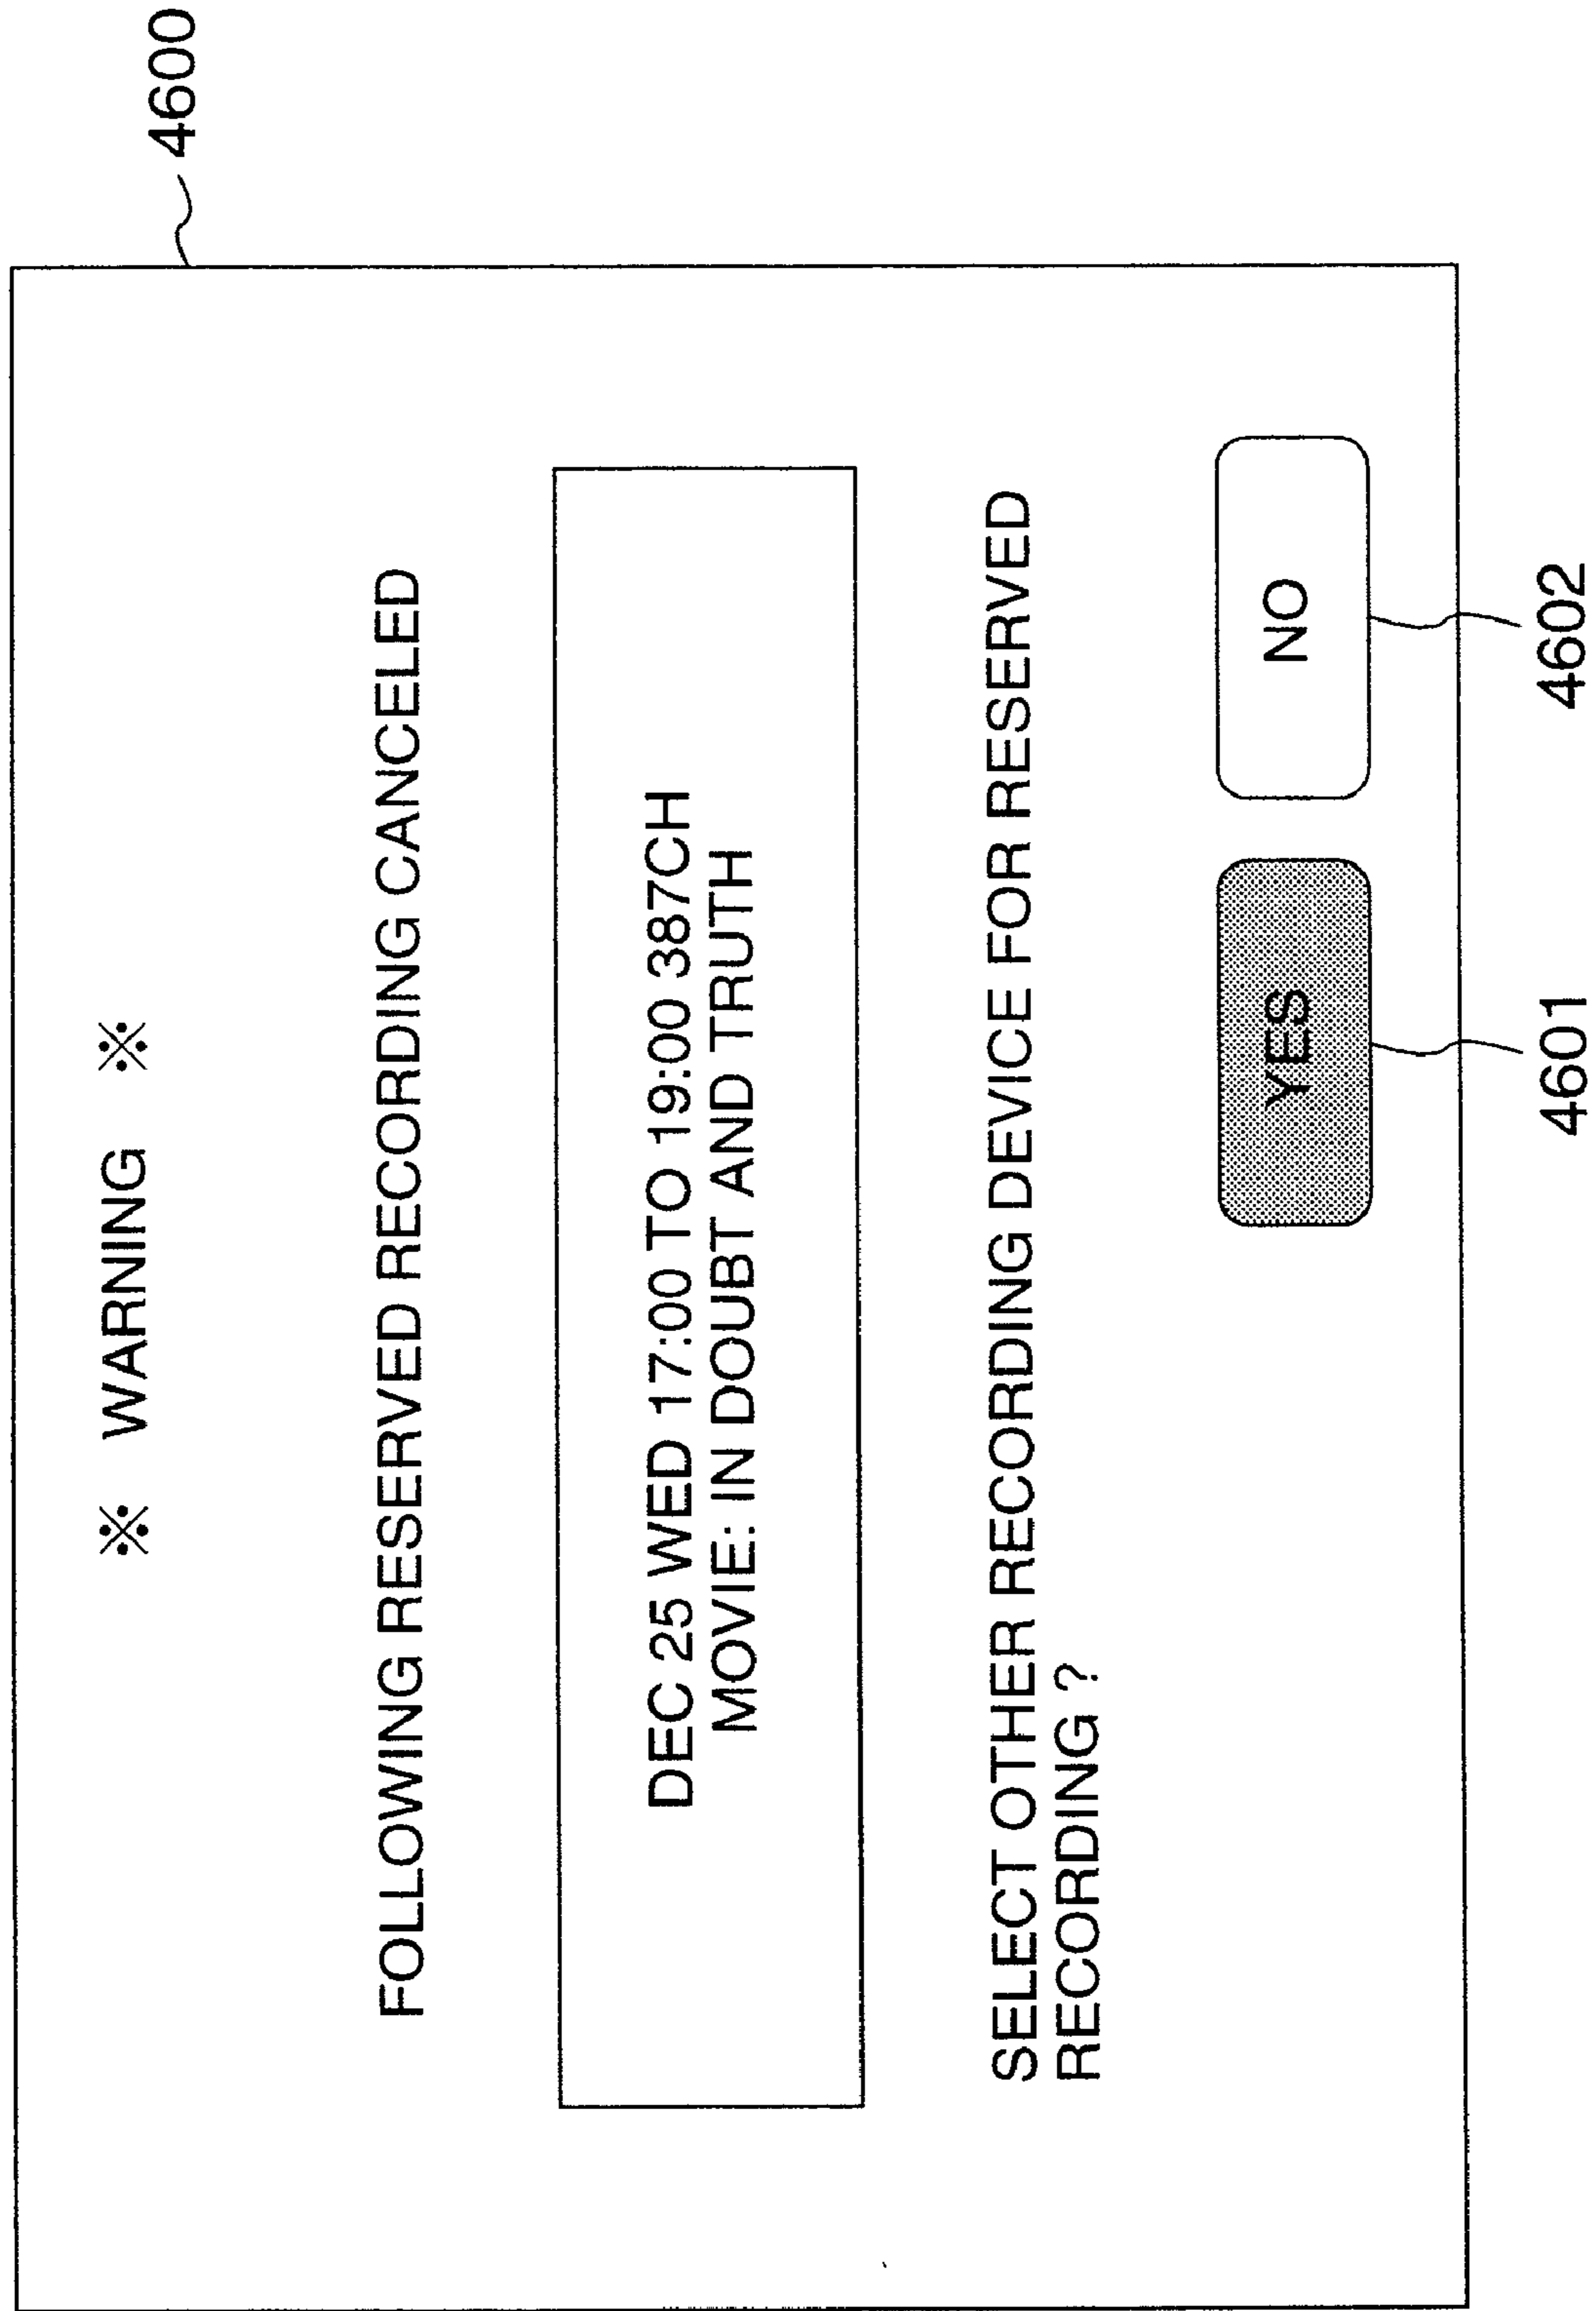 4600
※ WARNING ※
FOLLOWING RESERVED RECORDING CANCELED
DEC 25 WED 17:00 TO 19:00 387CH
MOVIE: IN DOUBT AND TRUTH
SELECT OTHER RECORDING DEVICE FOR RESERVED
RECORDING ?
YES
NO
4601
4602